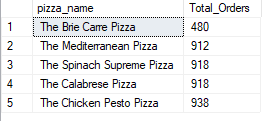 pizza_name Total_Orders
1 The Brie Carre Pizza 480
2 The Mediterranean Pizza 912
3 The Spinach Supreme Pizza 918
4 The Calabrese Pizza 918
5 The Chicken Pesto Pizza 938